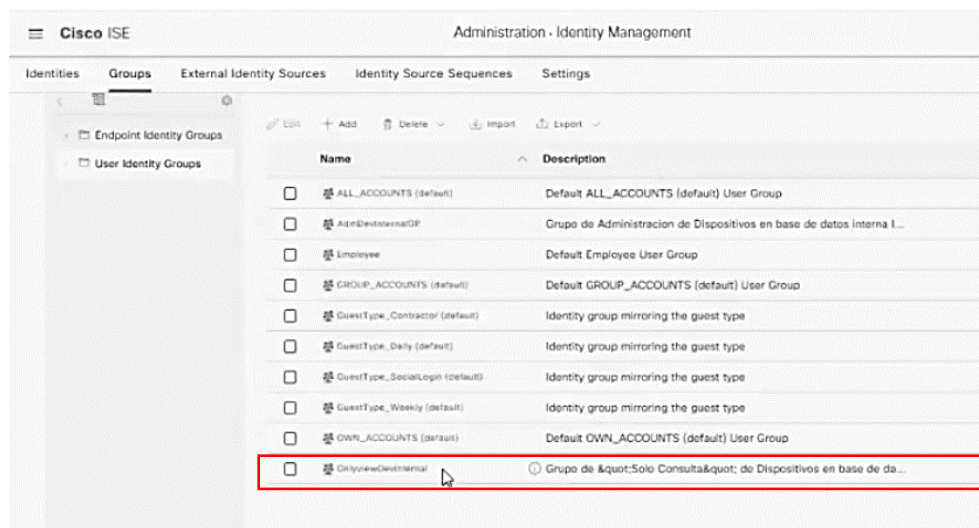 Cisco ISE
Administration · Identity Management
Identities Groups External Identity Sources Identity Source Sequences Settings
Endpoint Identity Groups
User Identity Groups
Edit Add Delete Import Export
Name Description
ALL_ACCOUNTS (default) Default ALL_ACCOUNTS (default) User Group
AdmDevInternalGP Grupo de Administracion de Dispositivos en base de datos interna I...
Employee Default Employee User Group
GROUP_ACCOUNTS (default) Default GROUP_ACCOUNTS (default) User Group
GuestType_Contractor (default) Identity group mirroring the guest type
GuestType_Daily (default) Identity group mirroring the guest type
GuestType_SocialLogin (default) Identity group mirroring the guest type
GuestType_Weekly (default) Identity group mirroring the guest type
OWN_ACCOUNTS (default) Default OWN_ACCOUNTS (default) User Group
OnlyviewDevInternal Grupo de &quot;Solo Consulta&quot; de Dispositivos en base de da...